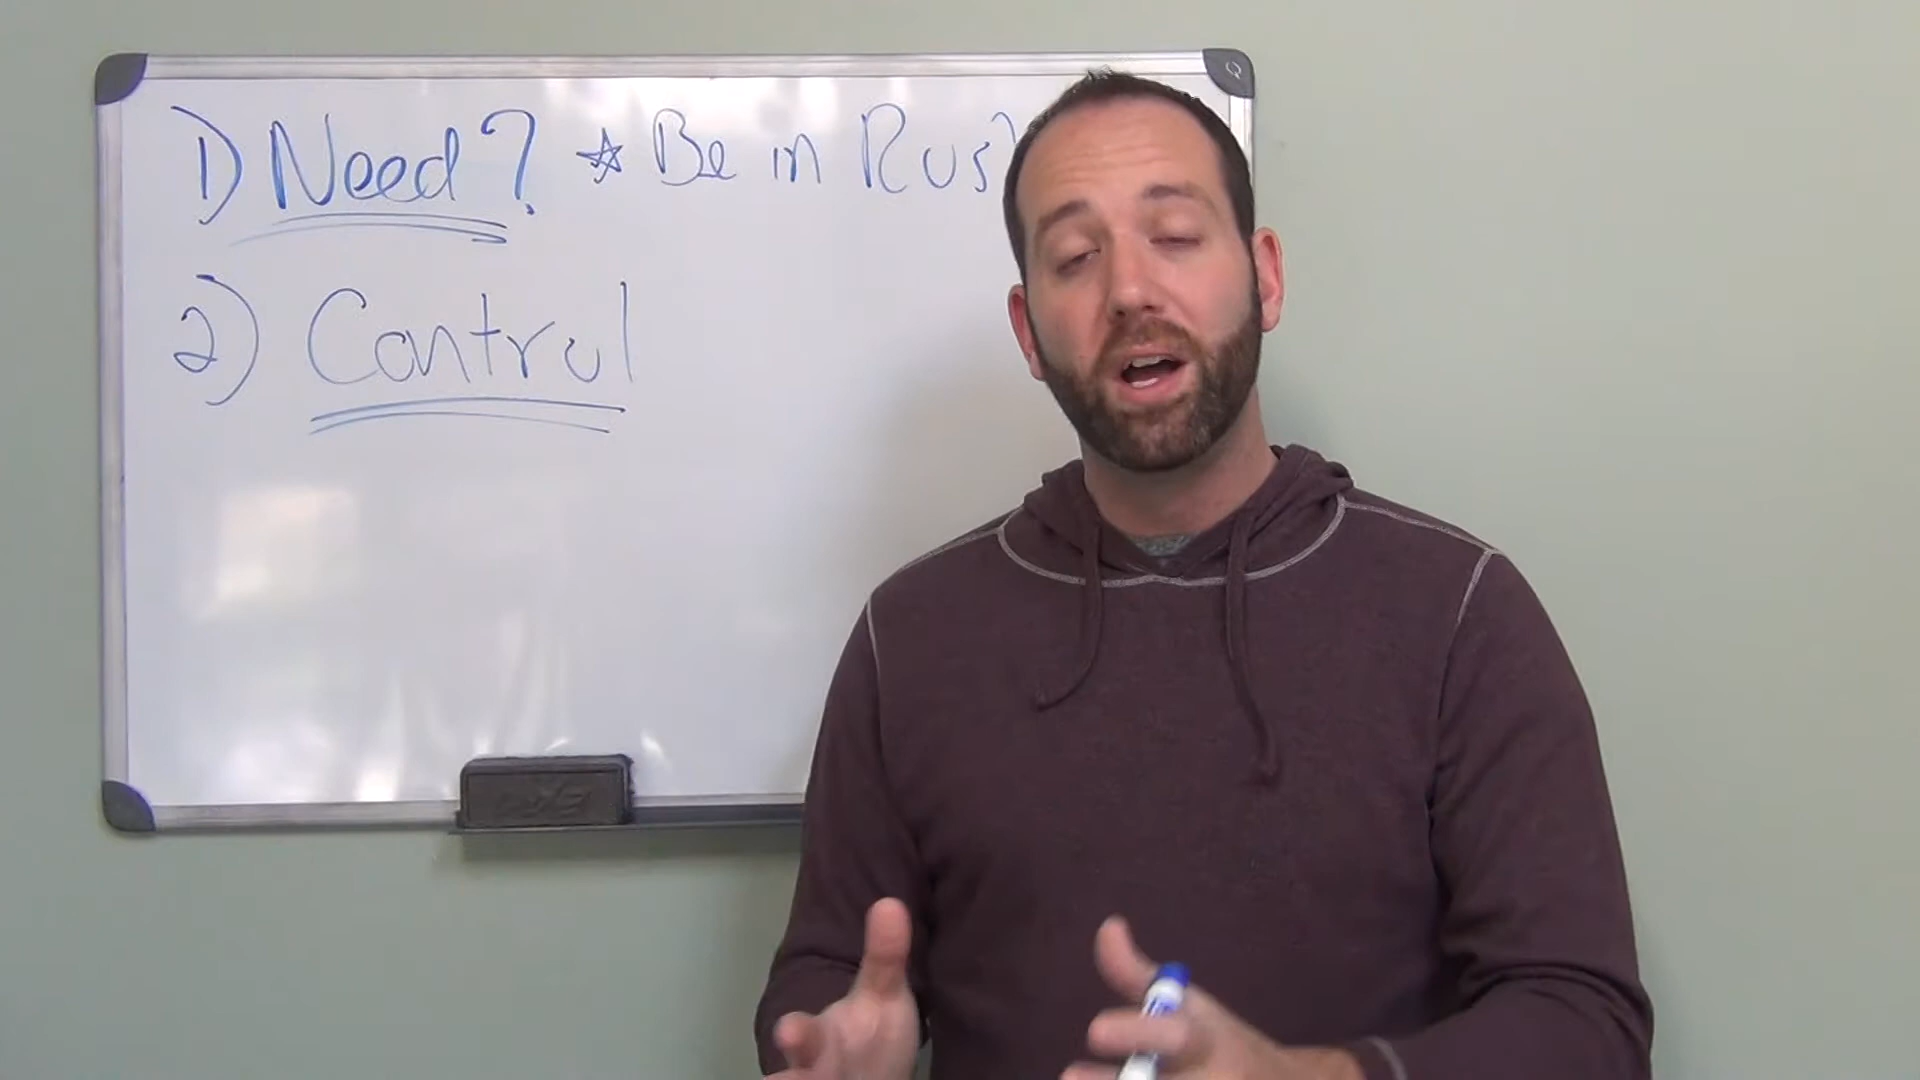 1) Need? ☆ Be in
2) Control